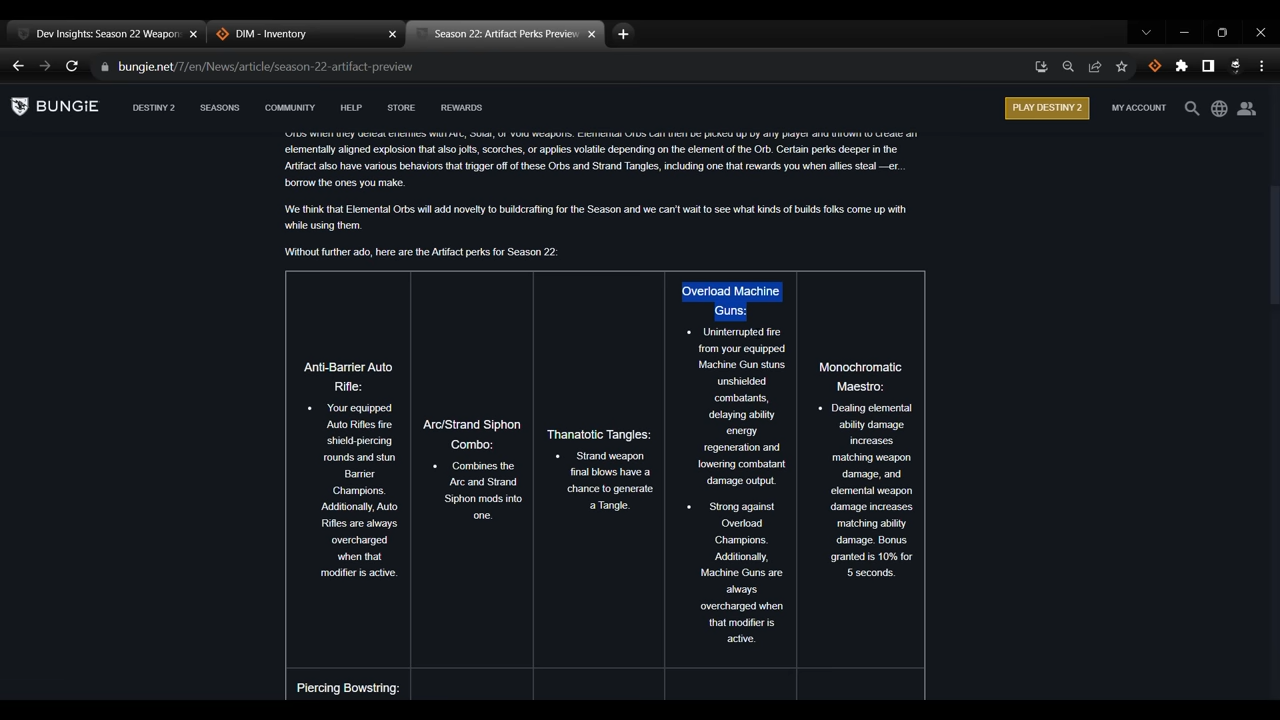 Dev Insights: Season 22 Weapon
DIM - Inventory
Season 22: Artifact Perks Preview
bungie.net/7/en/News/article/season-22-artifact-preview
BUNGiE
DESTINY 2
SEASONS
COMMUNITY
HELP
STORE
REWARDS
PLAY DESTINY 2
MY ACCOUNT
Orbs when they defeat enemies with Arc, Solar, or Void weapons. Elemental Orbs can then be picked up by any player and thrown to create an
elementally aligned explosion that also jolts, scorches, or applies volatile depending on the element of the Orb. Certain perks deeper in the
Artifact also have various behaviors that trigger off of these Orbs and Strand Tangles, including one that rewards you when allies steal —er...
borrow the ones you make.
We think that Elemental Orbs will add novelty to buildcrafting for the Season and we can't wait to see what kinds of builds folks come up with
while using them.
Without further ado, here are the Artifact perks for Season 22:
Anti-Barrier Auto
Rifle:
• Your equipped
Auto Rifles fire
shield-piercing
rounds and stun
Barrier
Champions.
Additionally, Auto
Rifles are always
overcharged
when that
modifier is active.
Arc/Strand Siphon
Combo:
• Combines the
Arc and Strand
Siphon mods into
one.
Thanatotic Tangles:
• Strand weapon
final blows have a
chance to generate
a Tangle.
Overload Machine
Guns:
• Uninterrupted fire
from your equipped
Machine Gun stuns
unshielded
combatants,
delaying ability
energy
regeneration and
lowering combatant
damage output.
• Strong against
Overload
Champions.
Additionally,
Machine Guns are
always
overcharged when
that modifier is
active.
Monochromatic
Maestro:
• Dealing elemental
ability damage
increases
matching weapon
damage, and
elemental weapon
damage increases
matching ability
damage. Bonus
granted is 10% for
5 seconds.
Piercing Bowstring: